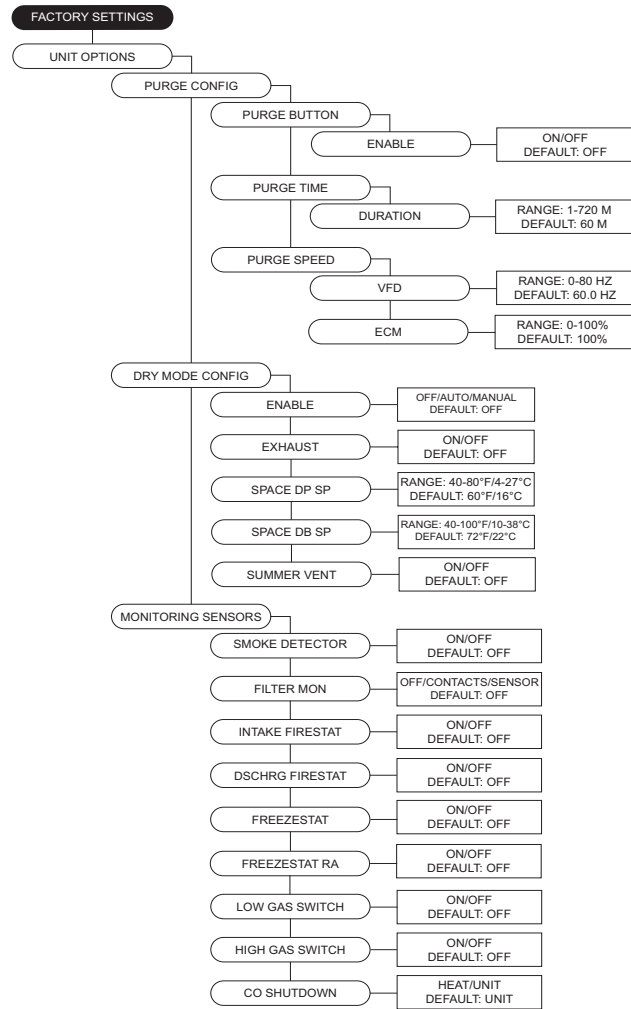 FACTORY SETTINGS
UNIT OPTIONS
PURGE CONFIG
PURGE BUTTON
ENABLE
ON/OFF
DEFAULT: OFF
PURGE TIME
DURATION
RANGE: 1-720 M
DEFAULT: 60 M
PURGE SPEED
VFD
RANGE: 0-80 HZ
DEFAULT: 60.0 HZ
ECM
RANGE: 0-100%
DEFAULT: 100%
DRY MODE CONFIG
ENABLE
OFF/AUTO/MANUAL
DEFAULT: OFF
EXHAUST
ON/OFF
DEFAULT: OFF
SPACE DP SP
RANGE: 40-80°F/4-27°C
DEFAULT: 60°F/16°C
SPACE DB SP
RANGE: 40-100°F/10-38°C
DEFAULT: 72°F/22°C
SUMMER VENT
ON/OFF
DEFAULT: OFF
MONITORING SENSORS
SMOKE DETECTOR
ON/OFF
DEFAULT: OFF
FILTER MON
OFF/CONTACTS/SENSOR
DEFAULT: OFF
INTAKE FIRESTAT
ON/OFF
DEFAULT: OFF
DSCHRG FIRESTAT
ON/OFF
DEFAULT: OFF
FREEZESTAT
ON/OFF
DEFAULT: OFF
FREEZESTAT RA
ON/OFF
DEFAULT: OFF
LOW GAS SWITCH
ON/OFF
DEFAULT: OFF
HIGH GAS SWITCH
ON/OFF
DEFAULT: OFF
CO SHUTDOWN
HEAT/UNIT
DEFAULT: UNIT